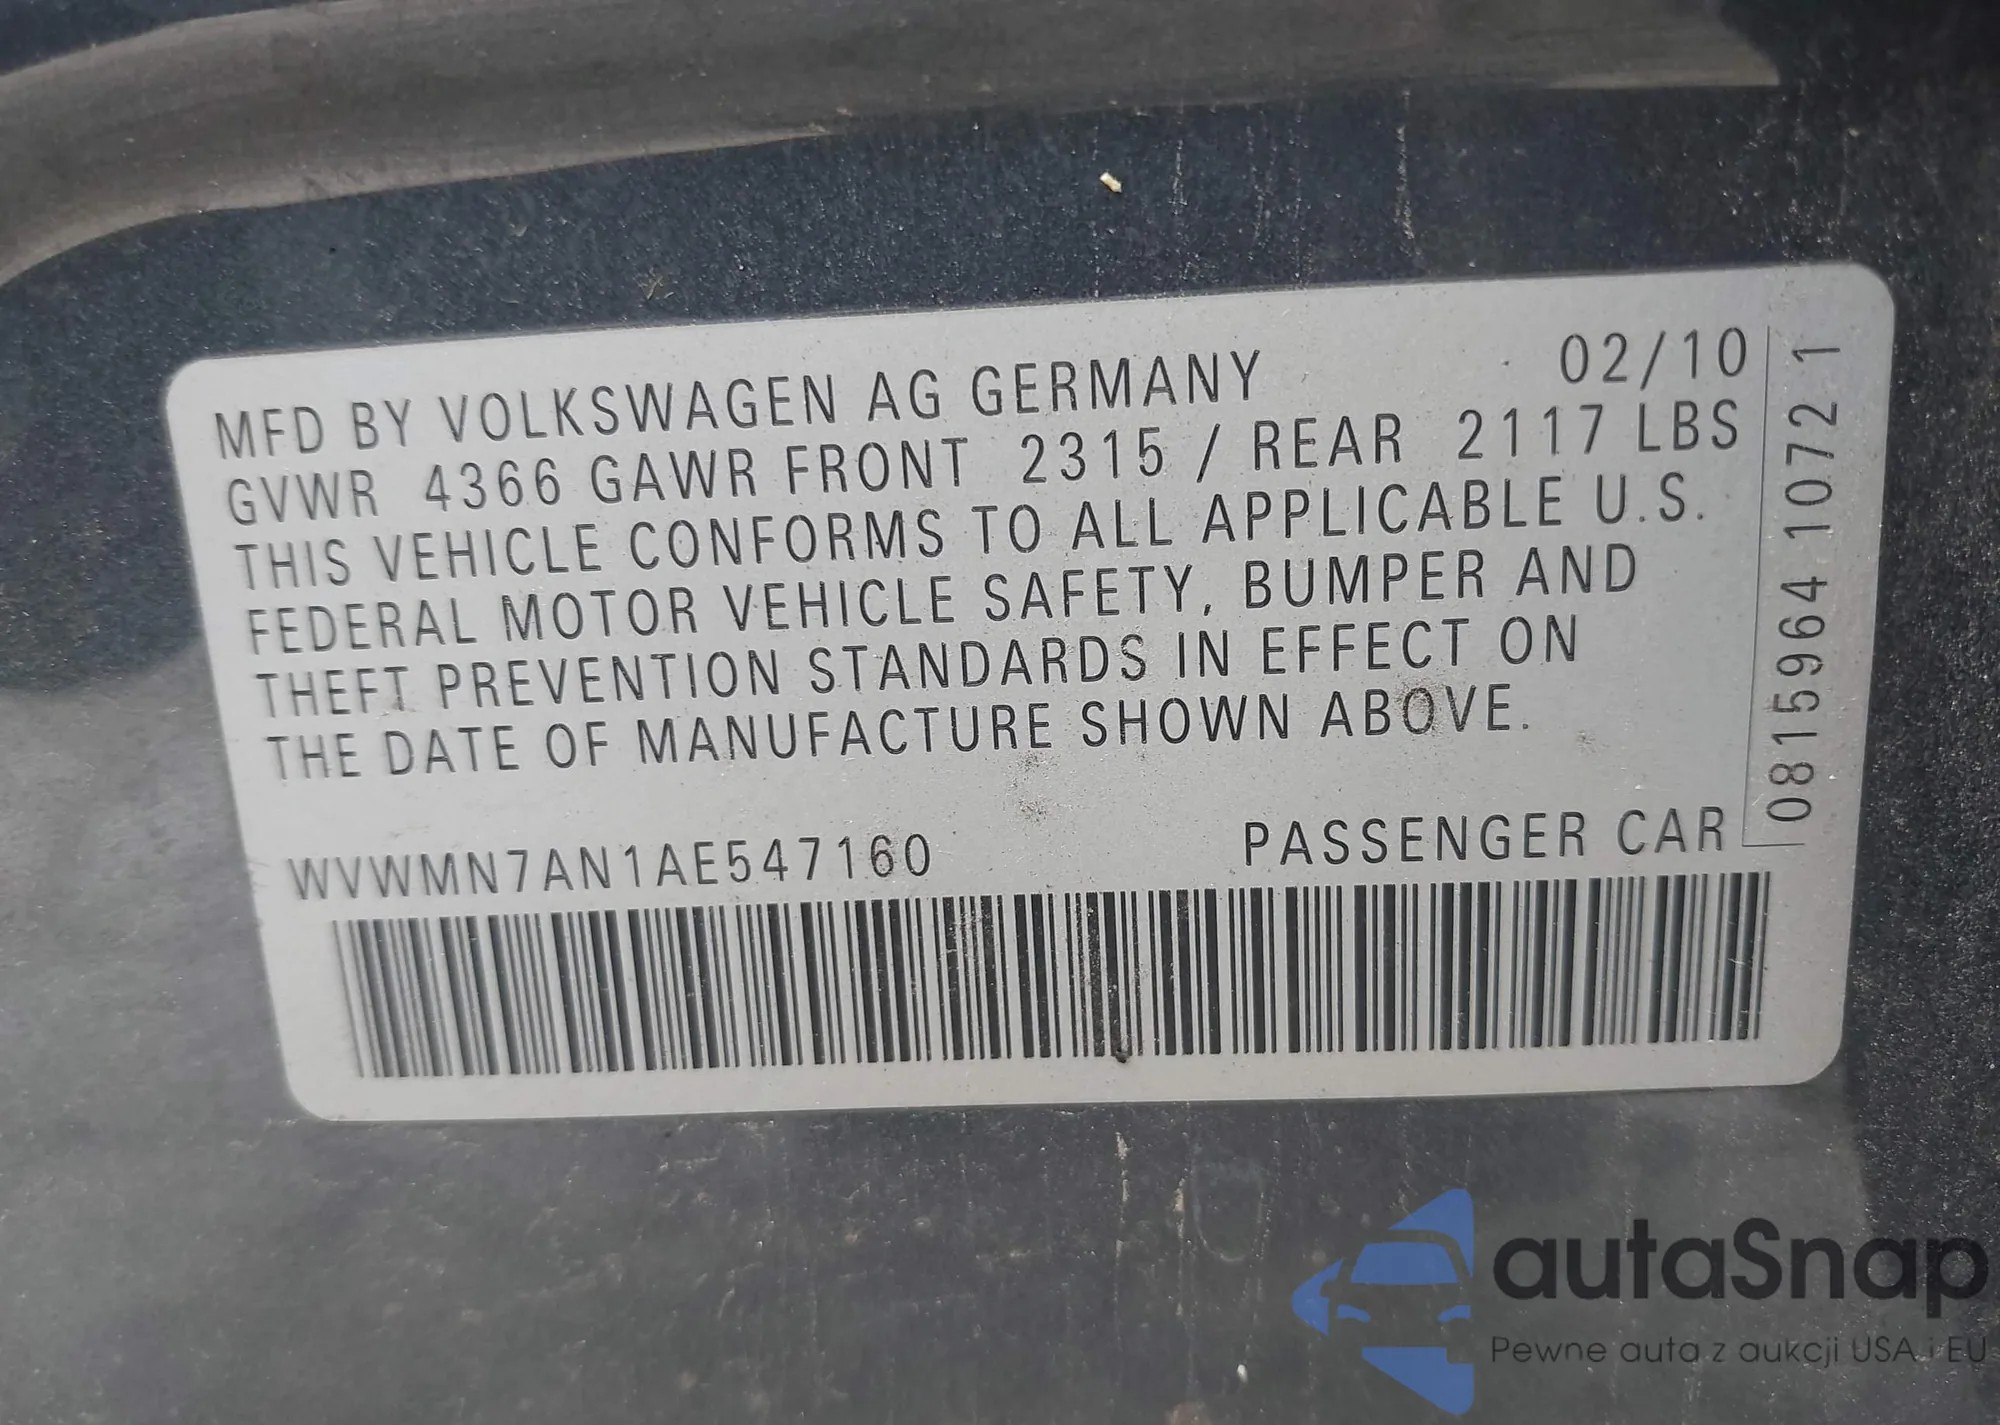 MFD BY VOLKSWAGEN AG GERMANY 02/10
GVWR 4366 GAWR FRONT 2315 / REAR 2117 LBS
THIS VEHICLE CONFORMS TO ALL APPLICABLE U.S.
FEDERAL MOTOR VEHICLE SAFETY, BUMPER AND
THEFT PREVENTION STANDARDS IN EFFECT ON
THE DATE OF MANUFACTURE SHOWN ABOVE.
WVWMN7AN1AE547160 PASSENGER CAR
0815964 1072 1
autaSnap
Pewne auta z aukcji USA i EU